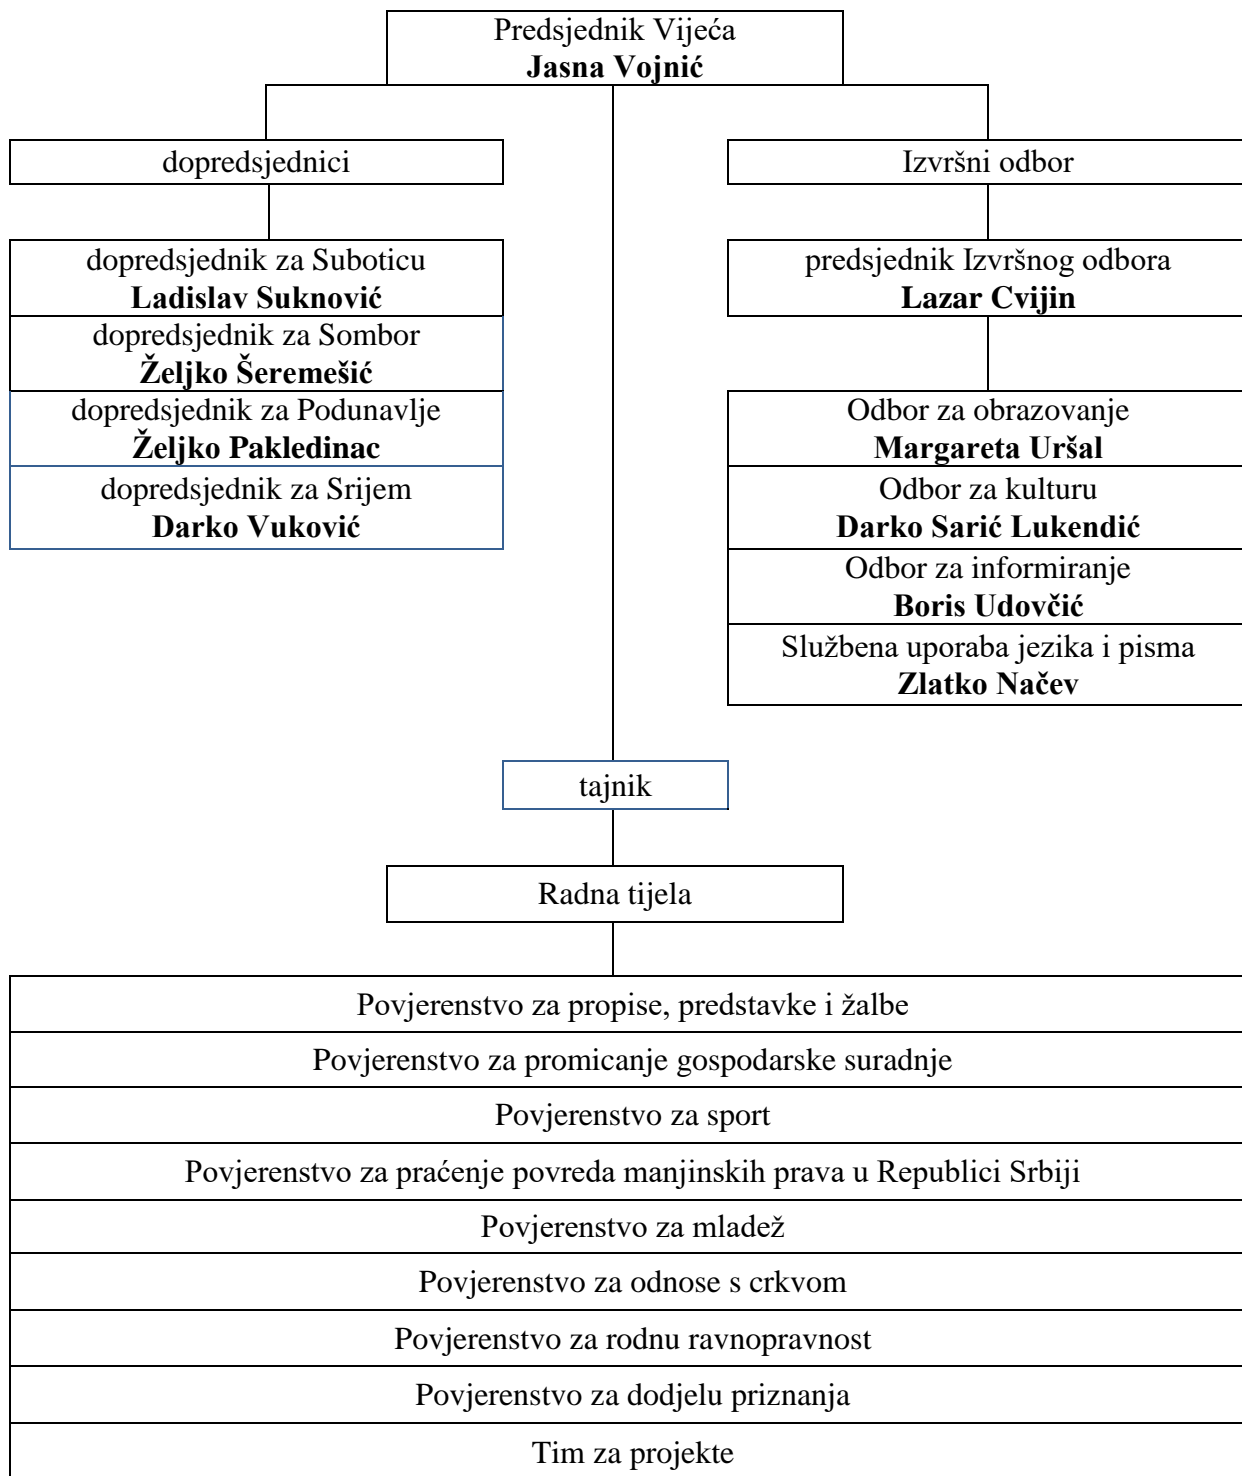 Predsjednik Vijeća
Jasna Vojnić
dopredsjednici
Izvršni odbor
dopredsjednik za Suboticu
Ladislav Suknović
dopredsjednik za Sombor
Željko Šeremešić
dopredsjednik za Podunavlje
Željko Pakledinac
dopredsjednik za Srijem
Darko Vuković
predsjednik Izvršnog odbora
Lazar Cvijin
Odbor za obrazovanje
Margareta Uršal
Odbor za kulturu
Darko Sarić Lukendić
Odbor za informiranje
Boris Udovčić
Službena uporaba jezika i pisma
Zlatko Načev
tajnik
Radna tijela
Povjerenstvo za propise, predstavke i žalbe
Povjerenstvo za promicanje gospodarske suradnje
Povjerenstvo za sport
Povjerenstvo za praćenje povreda manjinskih prava u Republici Srbiji
Povjerenstvo za mladež
Povjerenstvo za odnose s crkvom
Povjerenstvo za rodnu ravnopravnost
Povjerenstvo za dodjelu priznanja
Tim za projekte